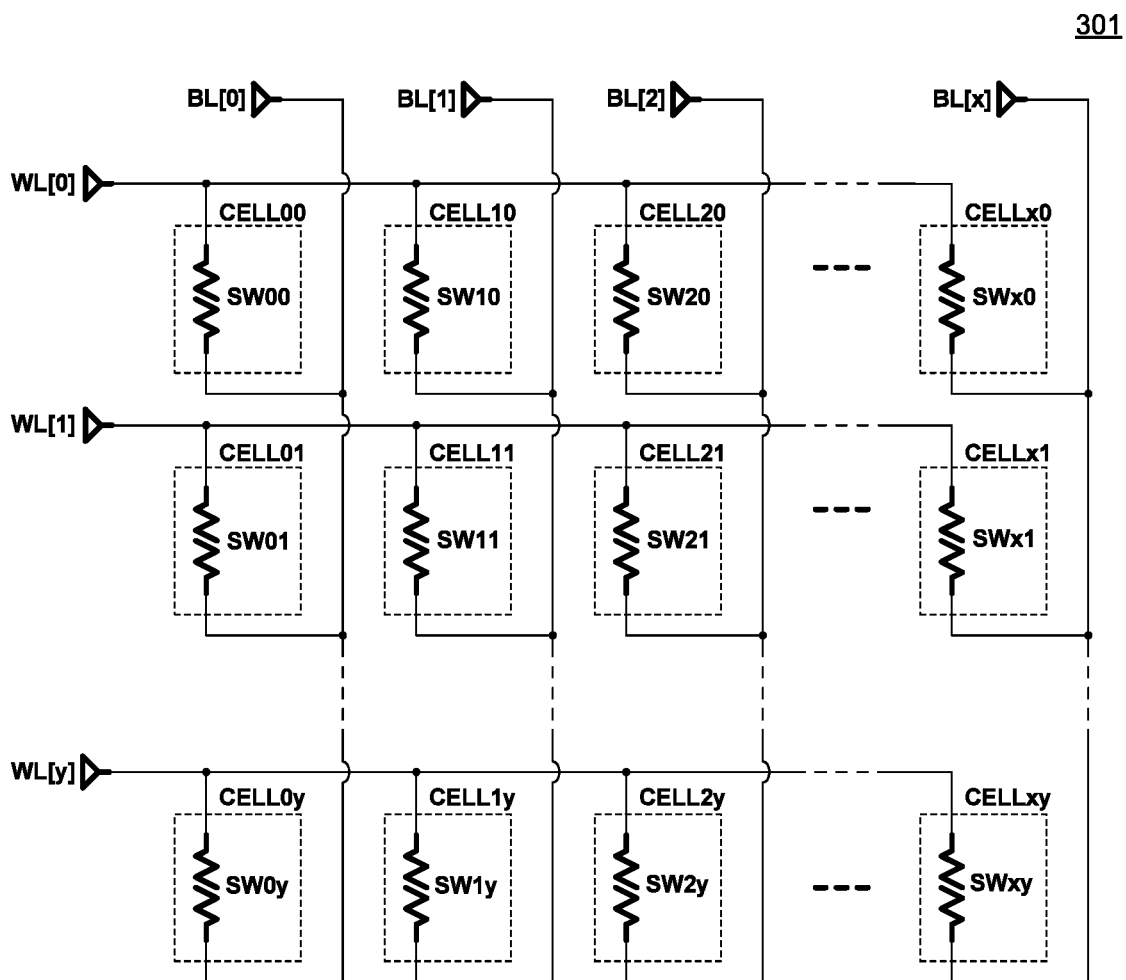 301
BL[0] BL[1] BL[2] BL[x]
WL[0]
CELL00 CELL10 CELL20 CELLx0
SW00 SW10 SW20 SWx0
WL[1]
CELL01 CELL11 CELL21 CELLx1
SW01 SW11 SW21 SWx1
WL[y]
CELL0y CELL1y CELL2y CELLxy
SW0y SW1y SW2y SWxy